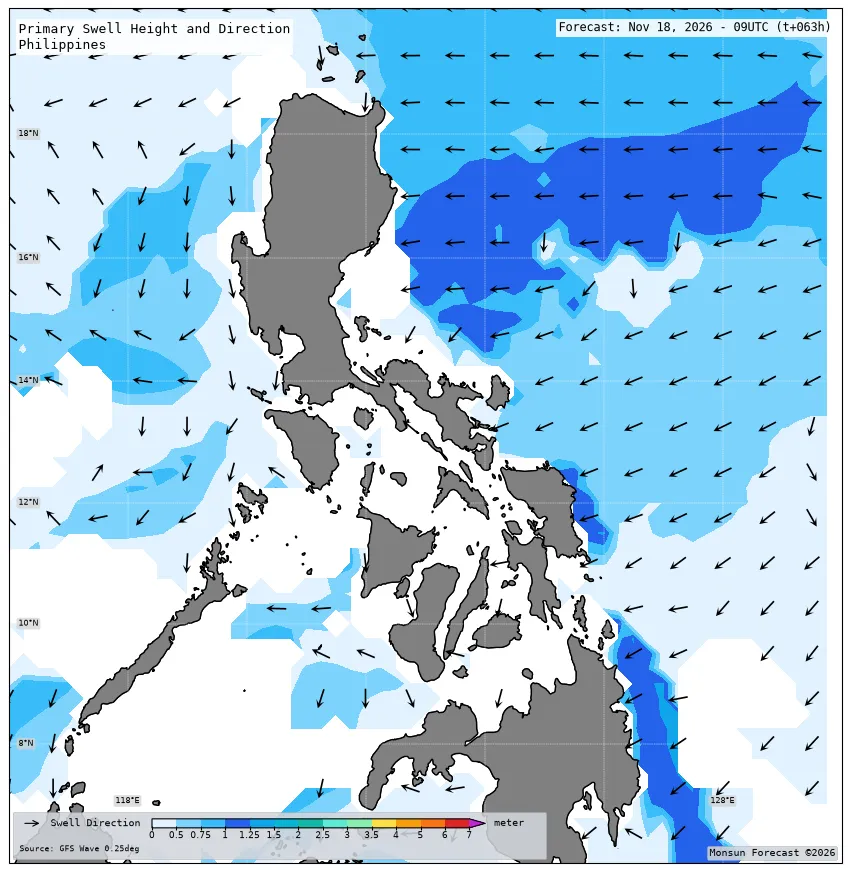 Primary Swell Height and Direction
Philippines
Forecast: Nov 18, 2026 - 09UTC (t+063h)
18°N
16°N
14°N
12°N
10°N
8°N
118°E
128°E
Swell Direction
meter
0 0.5 0.75 1 1.25 1.5 2 2.5 3 3.5 4 5 6 7
Source: GFS Wave 0.25deg
Monsun Forecast ©2026